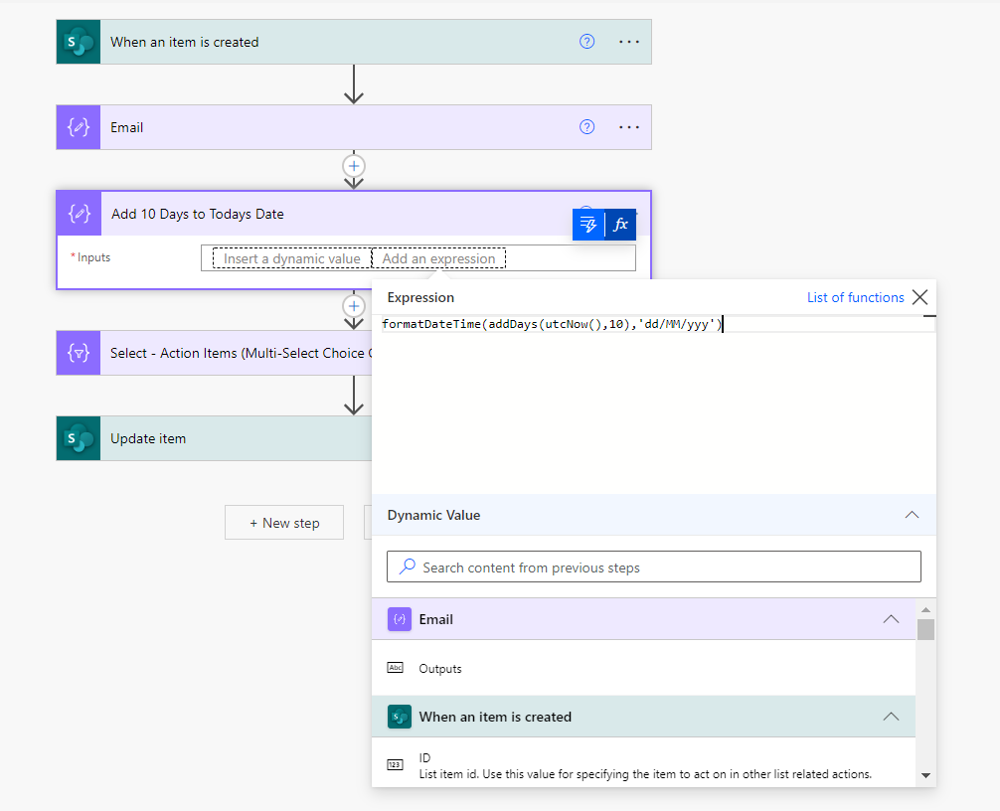 When an item is created
Email
Add 10 Days to Todays Date
fx
* Inputs
Insert a dynamic value
Add an expression
Expression
List of functions
formatDateTime(addDays(utcNow(),10),'dd/MM/yyy')
Select - Action Items (Multi-Select Choice
Update item
+ New step
Dynamic Value
Search content from previous steps
Email
Abc
Outputs
S
When an item is created
123
ID
List item id. Use this value for specifying the item to act on in other list related actions.